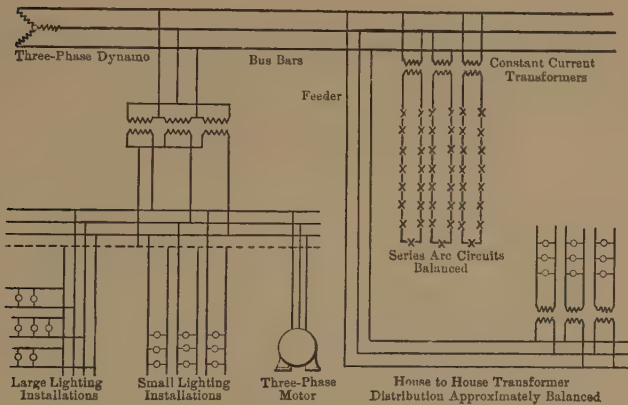 Three-Phase Dynamo
Bus Bars
Constant Current
Transformers
Feeder
Series Arc Circuits
Balanced
Large Lighting
Installations
Small Lighting
Installations
Three-Phase
Motor
House to House Transformer
Distribution Approximately Balanced